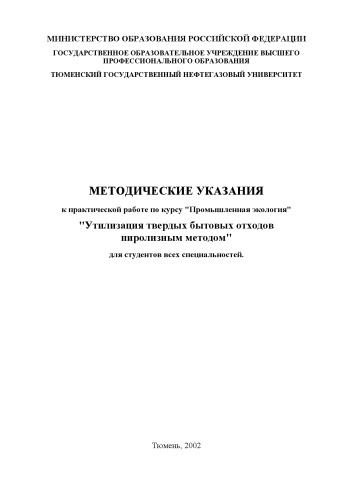 МИНИСТЕРСТВО ОБРАЗОВАНИЯ РОССИЙСКОЙ ФЕДЕРАЦИИ
ГОСУДАРСТВЕННОЕ ОБРАЗОВАТЕЛЬНОЕ УЧРЕЖДЕНИЕ ВЫСШЕГО
ПРОФЕССИОНАЛЬНОГО ОБРАЗОВАНИЯ
ТЮМЕНСКИЙ ГОСУДАРСТВЕННЫЙ НЕФТЕГАЗОВЫЙ УНИВЕРСИТЕТ
МЕТОДИЧЕСКИЕ УКАЗАНИЯ
к практической работе по курсу "Промышленная экология"
"Утилизация твердых бытовых отходов
пиролизным методом"
для студентов всех специальностей.
Тюмень, 2002